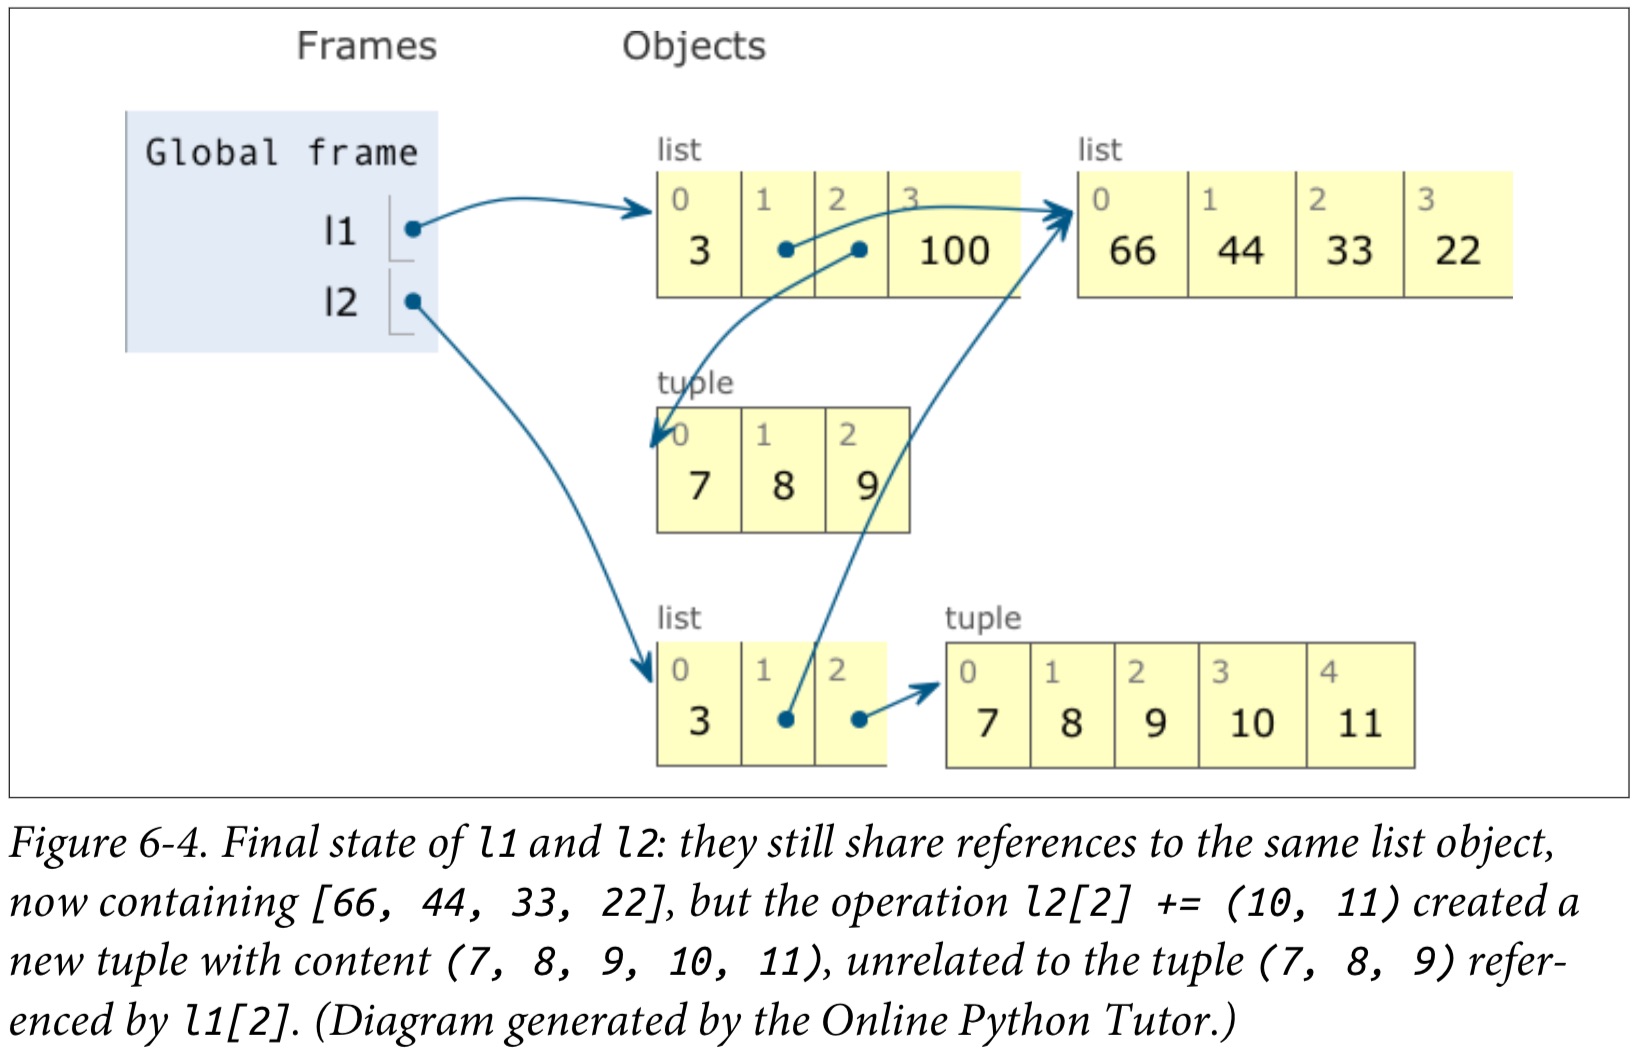 Frames Objects
Global frame
l1
l2
list
0 1 2 3
3 100
list
0 1 2 3
66 44 33 22
tuple
0 1 2
7 8 9
list
0 1 2
3
tuple
0 1 2 3 4
7 8 9 10 11
Figure 6-4. Final state of l1 and l2: they still share references to the same list object,
now containing [66, 44, 33, 22], but the operation l2[2] += (10, 11) created a
new tuple with content (7, 8, 9, 10, 11), unrelated to the tuple (7, 8, 9) refer-
enced by l1[2]. (Diagram generated by the Online Python Tutor.)